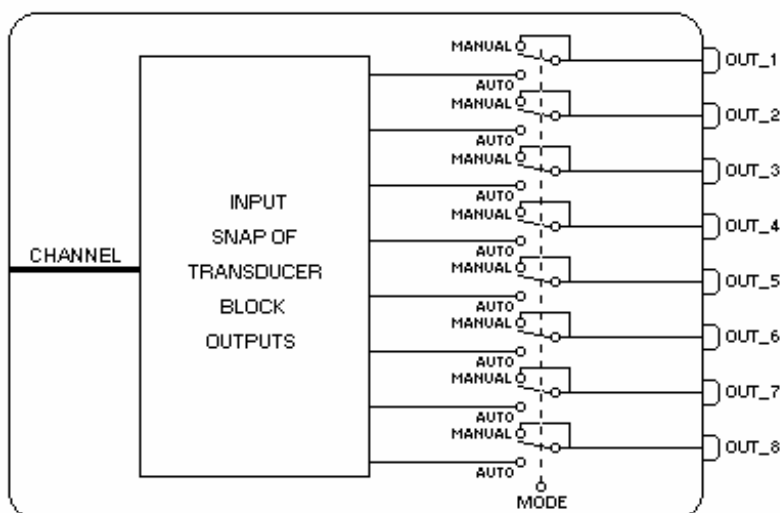 MANUAL
OUT_1
AUTO
MANUAL
OUT_2
AUTO
MANUAL
OUT_3
AUTO
MANUAL
OUT_4
AUTO
MANUAL
OUT_5
AUTO
MANUAL
OUT_6
AUTO
MANUAL
OUT_7
AUTO
MANUAL
OUT_8
AUTO
MODE
CHANNEL
INPUT
SNAP OF
TRANSDUCER
BLOCK
OUTPUTS